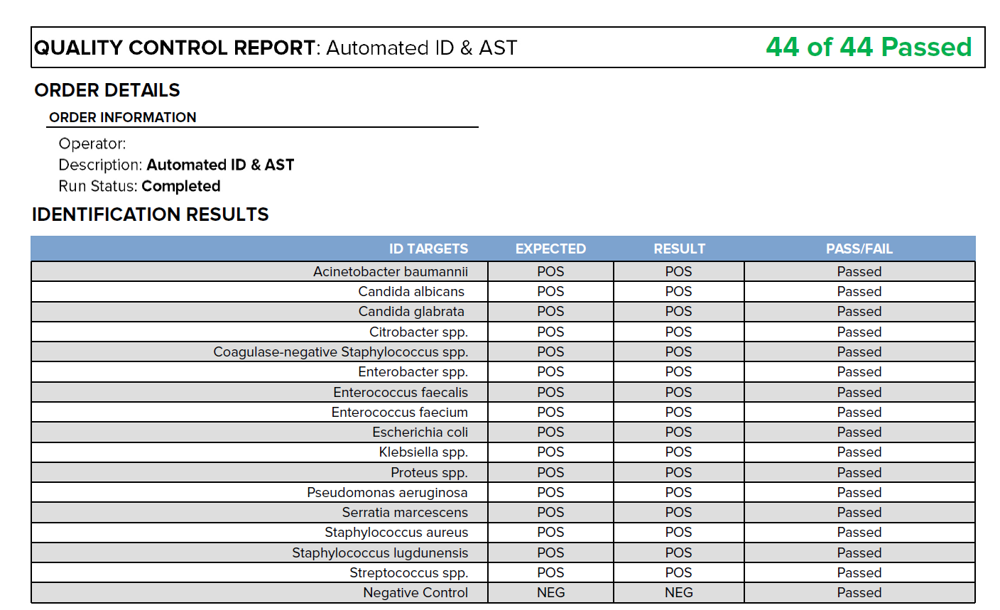 QUALITY CONTROL REPORT: Automated ID & AST 44 of 44 Passed
ORDER DETAILS
ORDER INFORMATION
Operator:
Description: Automated ID & AST
Run Status: Completed
IDENTIFICATION RESULTS
ID TARGETS EXPECTED RESULT PASS/FAIL
Acinetobacter baumannii POS POS Passed
Candida albicans POS POS Passed
Candida glabrata POS POS Passed
Citrobacter spp. POS POS Passed
Coagulase-negative Staphylococcus spp. POS POS Passed
Enterobacter spp. POS POS Passed
Enterococcus faecalis POS POS Passed
Enterococcus faecium POS POS Passed
Escherichia coli POS POS Passed
Klebsiella spp. POS POS Passed
Proteus spp. POS POS Passed
Pseudomonas aeruginosa POS POS Passed
Serratia marcescens POS POS Passed
Staphylococcus aureus POS POS Passed
Staphylococcus lugdunensis POS POS Passed
Streptococcus spp. POS POS Passed
Negative Control NEG NEG Passed